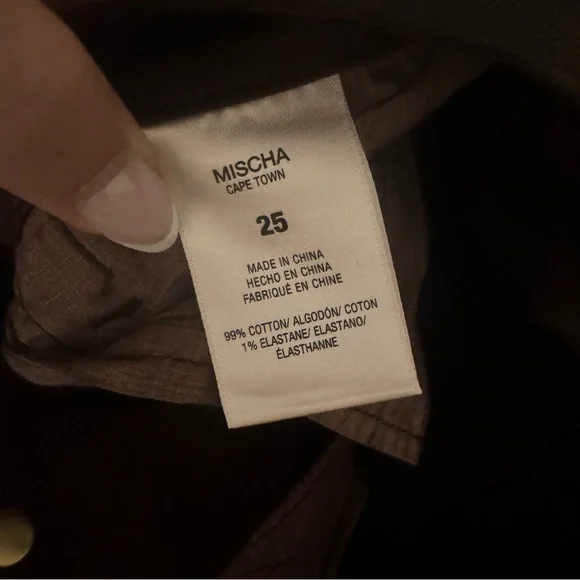 MISCHA
CAPE TOWN
25
MADE IN CHINA
HECHO EN CHINA
FABRIQUÉ EN CHINE
99% COTTON/ ALGODÓN/ COTON
1% ELASTANE/ ELASTANO/
ÉLASTHANNE